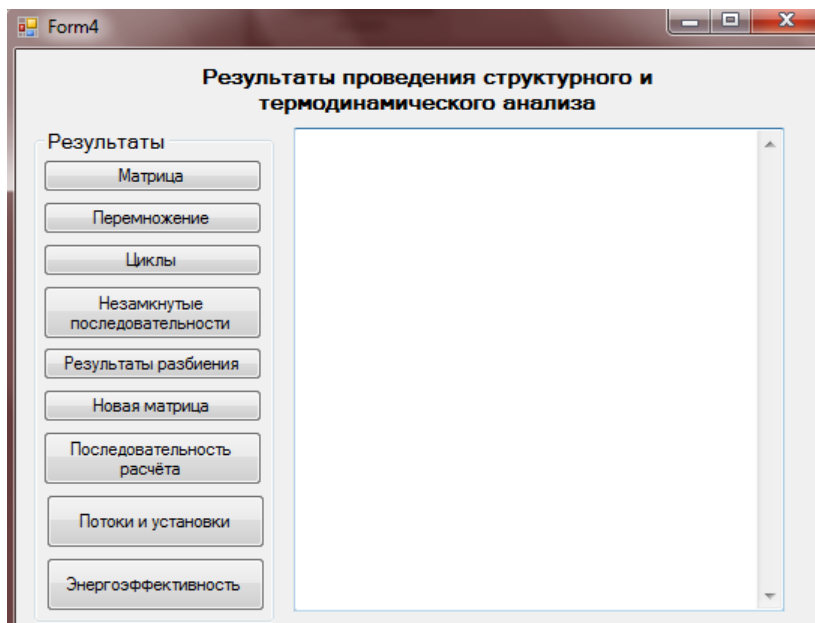 Form4
Результаты проведения структурного и
термодинамического анализа
Результаты
Матрица
Перемножение
Циклы
Незамкнутые
последовательности
Результаты разбиения
Новая матрица
Последовательность
расчёта
Потоки и установки
Энергоэффективность